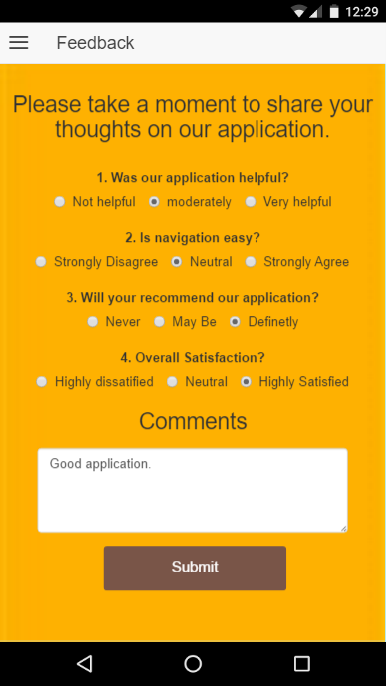 12:29
Feedback
Please take a moment to share your
thoughts on our application.
1. Was our application helpful?
Not helpful moderately Very helpful
2. Is navigation easy?
Strongly Disagree Neutral Strongly Agree
3. Will your recommend our application?
Never May Be Definetly
4. Overall Satisfaction?
Highly dissatified Neutral Highly Satisfied
Comments
Good application.
Submit